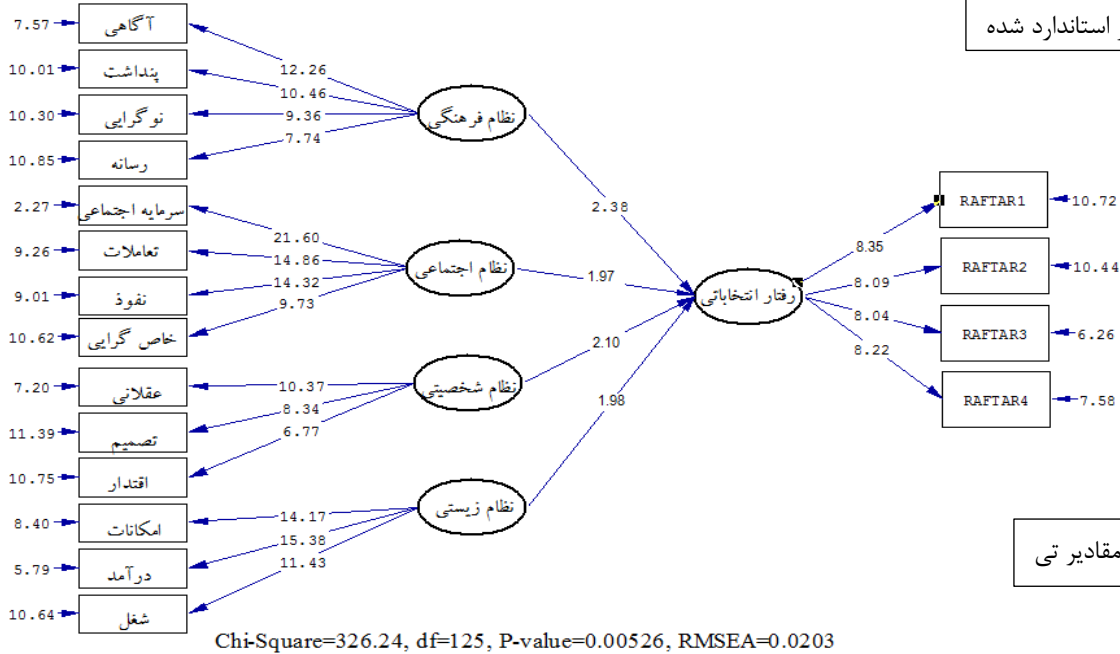 و استاندارد شده
7.57 آگاهی
10.01 پنداشت
10.30 نوگرایی
10.85 رسانه
2.27 سرمایه اجتماعی
9.26 تعاملات
9.01 نفوذ
10.62 خاص گرایی
7.20 عقلانی
11.39 تصمیم
10.75 اقتدار
8.40 امکانات
5.79 درآمد
10.64 شغل
12.26
10.46
9.36
7.74
21.60
14.86
14.32
9.73
10.37
8.34
6.77
14.17
15.38
11.43
نظام فرهنگی
نظام اجتماعی
نظام شخصیتی
نظام زیستی
2.38
1.97
2.10
1.98
رفتار انتخاباتی
8.35
8.09
8.04
8.22
RAFTAR1 10.72
RAFTAR2 10.44
RAFTAR3 6.26
RAFTAR4 7.58
مقادیر تی
Chi-Square=326.24, df=125, P-value=0.00526, RMSEA=0.0203